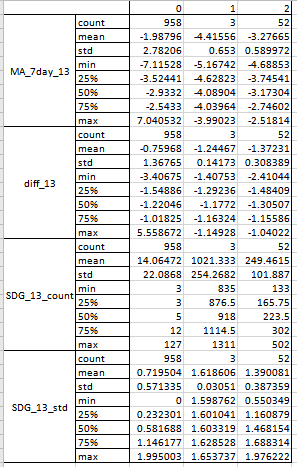 0 1 2
MA_7day_13 count 958 3 52
mean -1.98796 -4.41556 -3.27665
std 2.78206 0.653 0.589972
min -7.11528 -5.16742 -4.68853
25% -3.52441 -4.62823 -3.74541
50% -2.9332 -4.08904 -3.17304
75% -2.5433 -4.03964 -2.74602
max 7.040532 -3.99023 -2.51814
diff_13 count 958 3 52
mean -0.75968 -1.24467 -1.37231
std 1.36765 0.14173 0.308389
min -3.40675 -1.40753 -2.41044
25% -1.54886 -1.29236 -1.48409
50% -1.22046 -1.1772 -1.30507
75% -1.01825 -1.16324 -1.15586
max 5.558672 -1.14928 -1.04022
SDG_13_count count 958 3 52
mean 14.06472 1021.333 249.4615
std 22.0868 254.2682 101.887
min 3 835 133
25% 3 876.5 165.75
50% 5 918 223.5
75% 12 1114.5 302
max 127 1311 502
SDG_13_std count 958 3 52
mean 0.719504 1.618606 1.390081
std 0.571335 0.03051 0.387359
min 0 1.598762 0.550349
25% 0.232301 1.601041 1.160879
50% 0.581688 1.603319 1.468154
75% 1.146177 1.628528 1.688314
max 1.995003 1.653737 1.976222